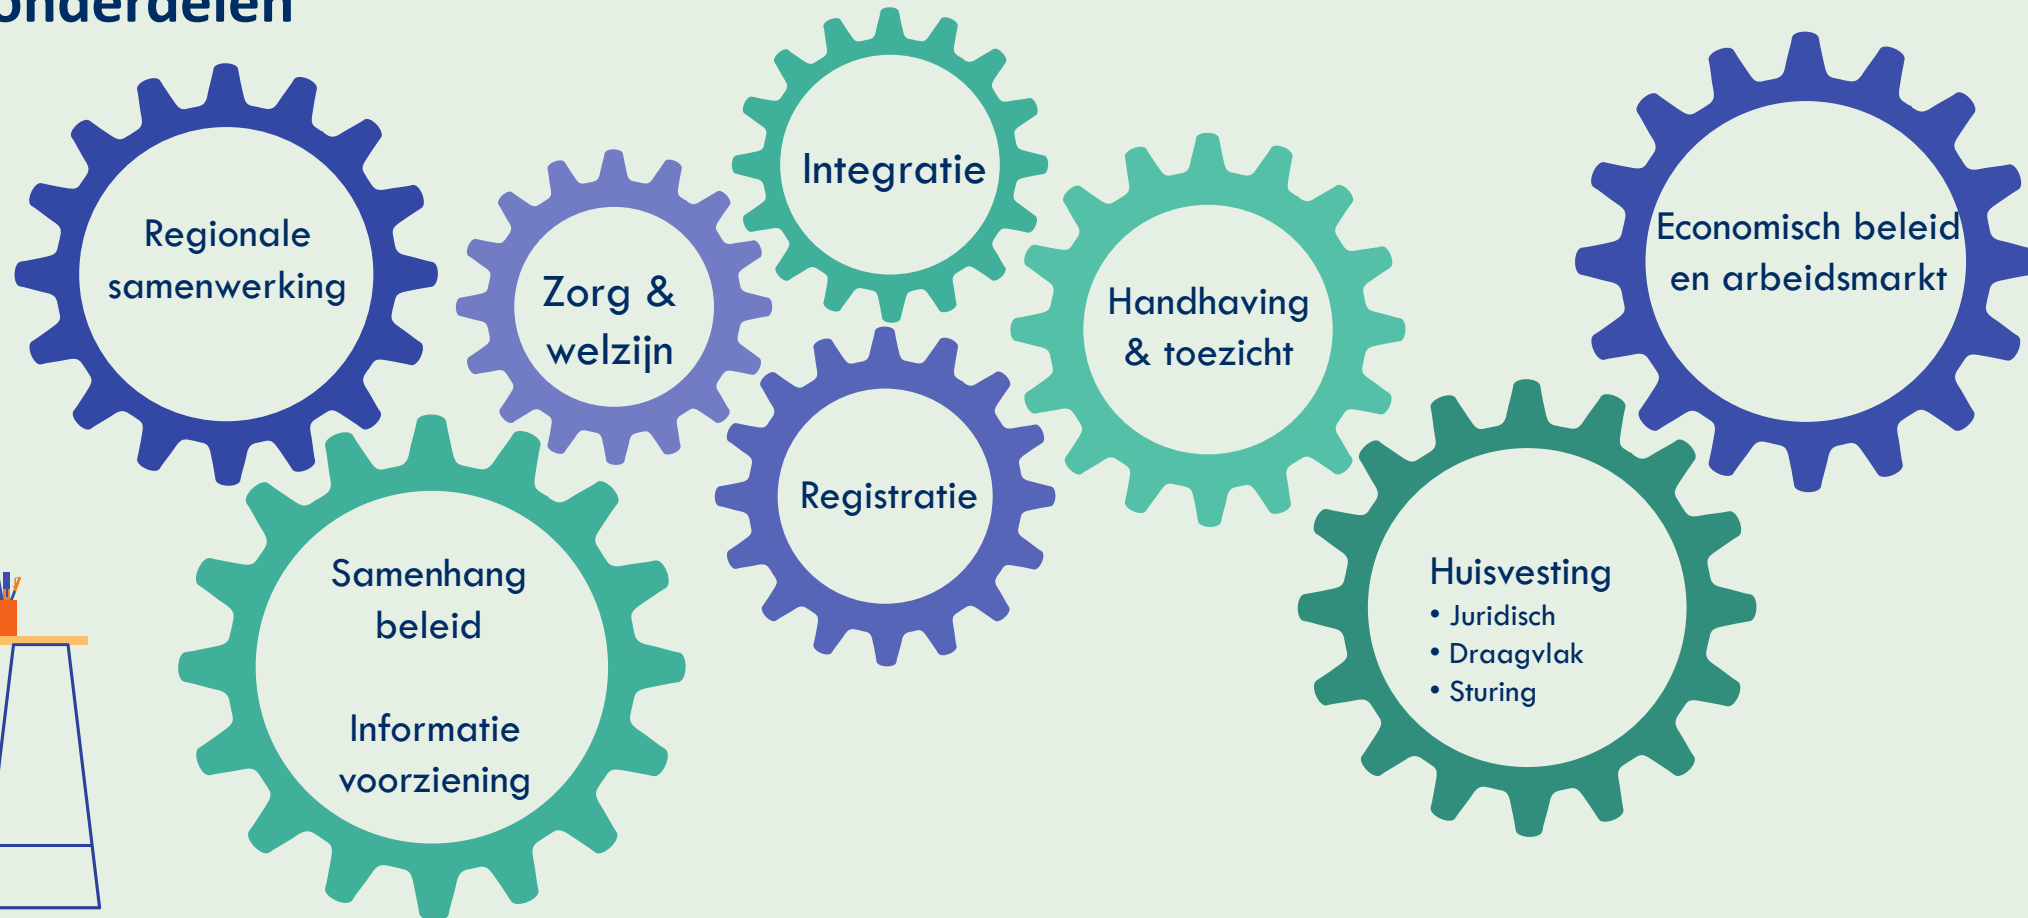 onderdelen
Regionale
samenwerking
Zorg &
welzijn
Integratie
Handhaving
& toezicht
Economisch beleid
en arbeidsmarkt
Registratie
Samenhang
beleid
Informatie
voorziening
Huisvesting
• Juridisch
• Draagvlak
• Sturing